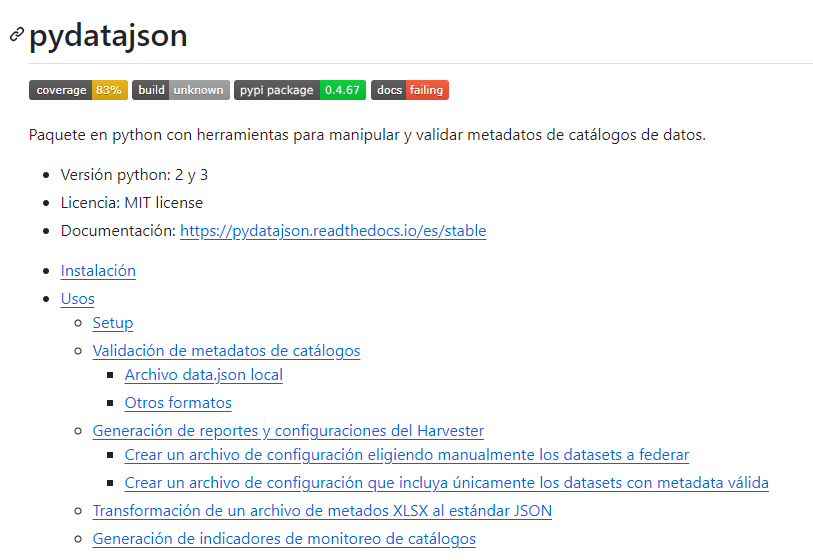 pydatajson
coverage 83% build unknown pypi package 0.4.67 docs failing
Paquete en python con herramientas para manipular y validar metadatos de catálogos de datos.
Versión python: 2 y 3
Licencia: MIT license
Documentación: https://pydatajson.readthedocs.io/es/stable
Instalación
Usos
Setup
Validación de metadatos de catálogos
Archivo data.json local
Otros formatos
Generación de reportes y configuraciones del Harvester
Crear un archivo de configuración eligiendo manualmente los datasets a federar
Crear un archivo de configuración que incluya únicamente los datasets con metadata válida
Transformación de un archivo de metados XLSX al estándar JSON
Generación de indicadores de monitoreo de catálogos